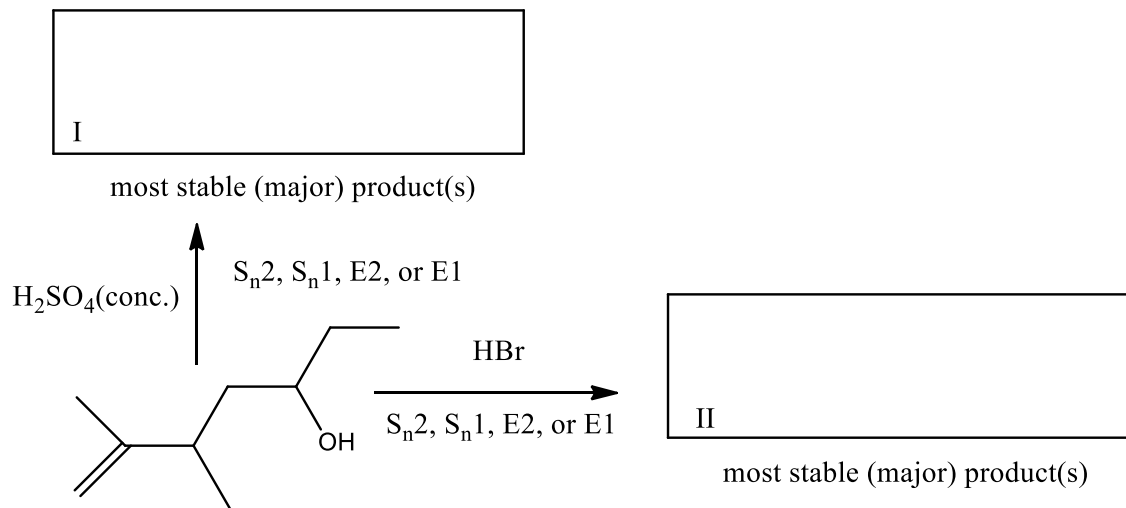 I
most stable (major) product(s)
H₂SO₄(conc.)
Sₙ2, Sₙ1, E2, or E1
HBr
Sₙ2, Sₙ1, E2, or E1
OH
II
most stable (major) product(s)